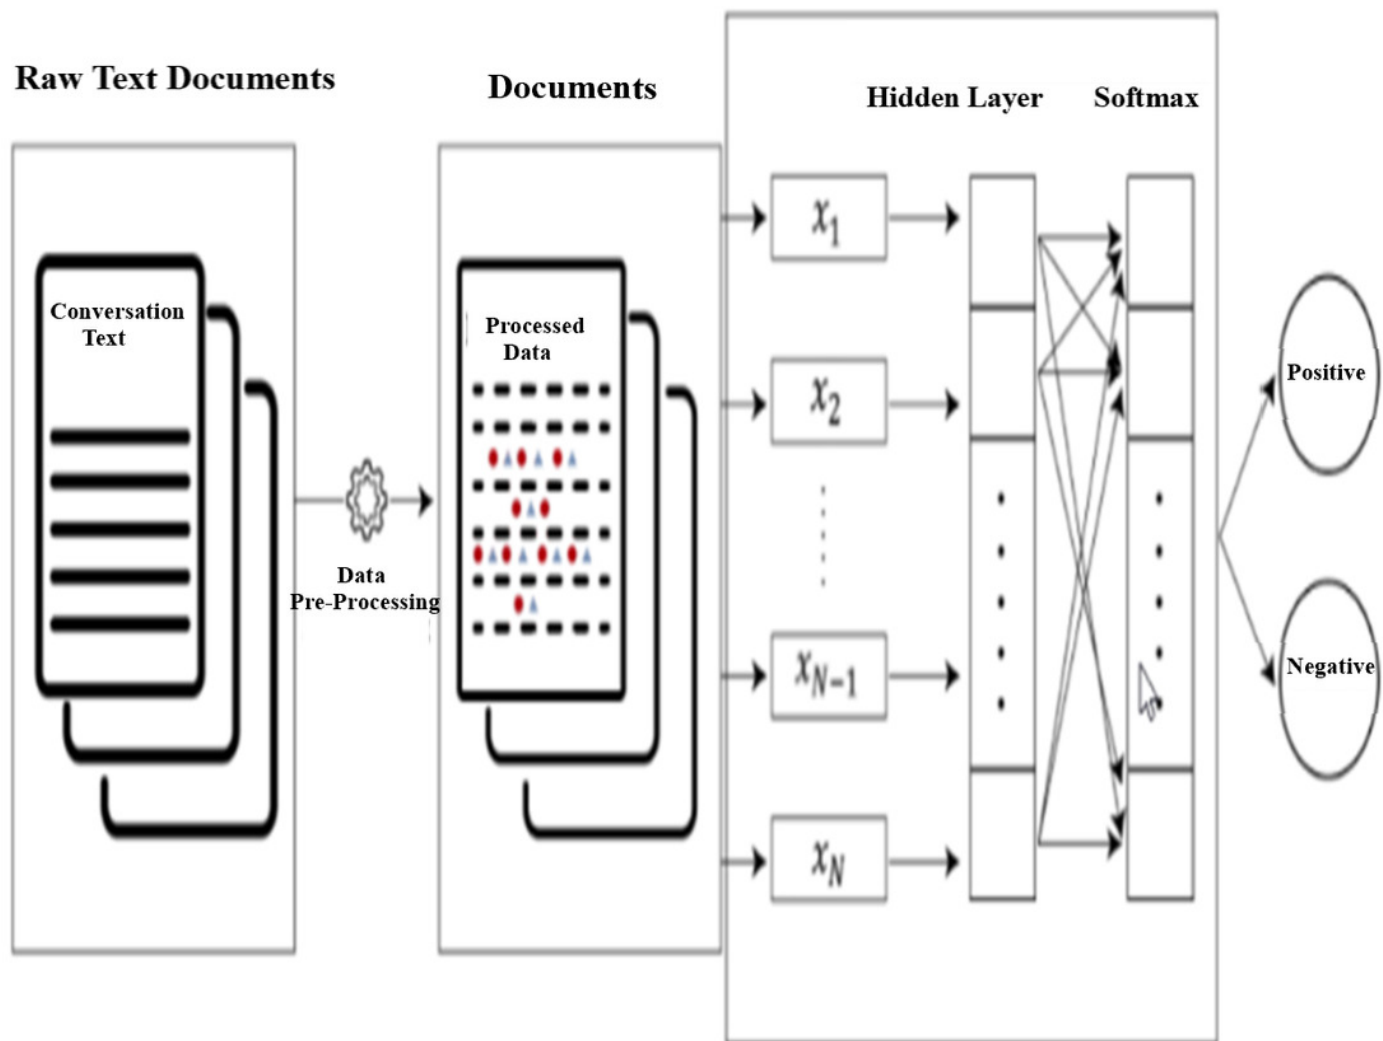 Raw Text Documents
Documents
Hidden Layer
Softmax
Conversation
Text
Processed
Data
Data
Pre-Processing
x1
x2
xN−1
xN
Positive
Negative